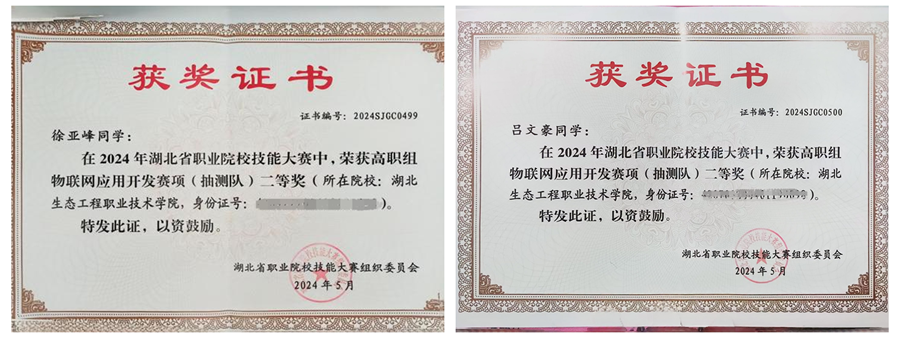 获奖证书
证书编号：2024SJGC0499
徐亚峰同学：
在2024年湖北省职业院校技能大赛中，荣获高职组
物联网应用开发赛项（抽测队）二等奖（所在院校：湖北
生态工程职业技术学院，身份证号：
）。
特发此证，以资鼓励。
湖北省职业院校技能大赛组织委员会
2024年5月
获奖证书
证书编号：2024SJGC0500
吕文豪同学：
在2024年湖北省职业院校技能大赛中，荣获高职组
物联网应用开发赛项（抽测队）二等奖（所在院校：湖北
生态工程职业技术学院，身份证号：
）。
特发此证，以资鼓励。
湖北省职业院校技能大赛组织委员会
2024年5月